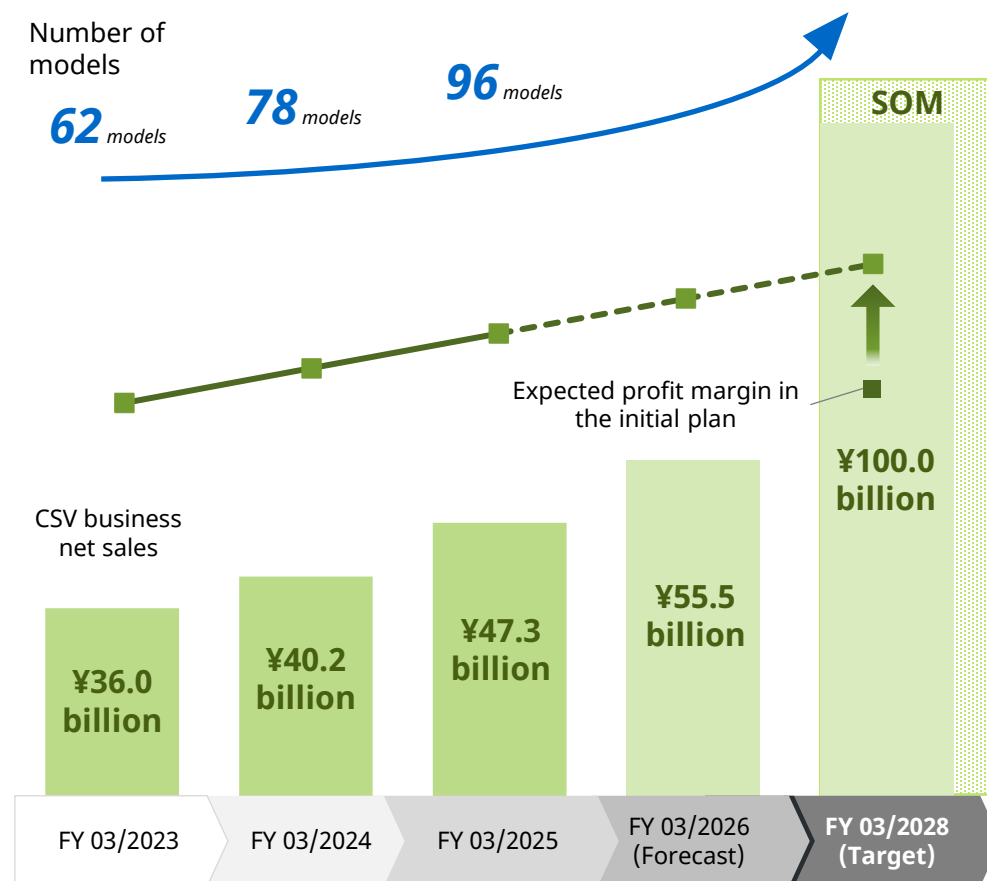 Number of
models
62 models
78 models
96 models
SOM
Expected profit margin in
the initial plan
¥100.0
billion
CSV business
net sales
¥36.0
billion
¥40.2
billion
¥47.3
billion
¥55.5
billion
FY 03/2023
FY 03/2024
FY 03/2025
FY 03/2026
(Forecast)
FY 03/2028
(Target)